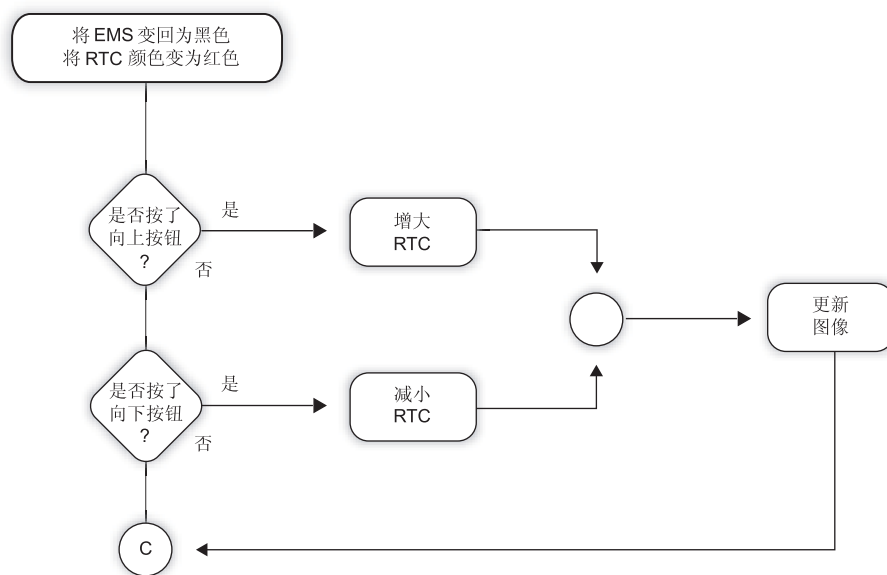 将 EMS 变回为黑色
将 RTC 颜色变为红色
是否按了
向上按钮
?
是
否
增大
RTC
更新
图像
是否按了
向下按钮
?
是
否
减小
RTC
C